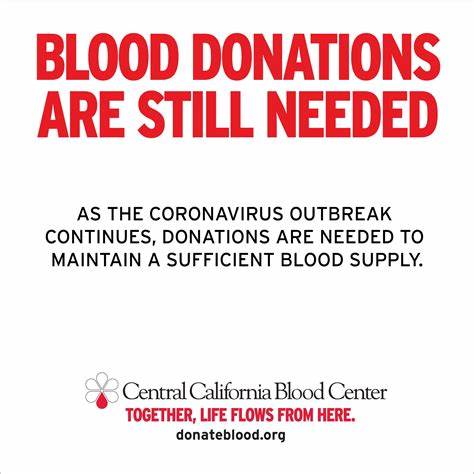 BLOOD DONATIONS
ARE STILL NEEDED
AS THE CORONAVIRUS OUTBREAK
CONTINUES, DONATIONS ARE NEEDED TO
MAINTAIN A SUFFICIENT BLOOD SUPPLY.
Central California Blood Center
TOGETHER, LIFE FLOWS FROM HERE.
donateblood.org